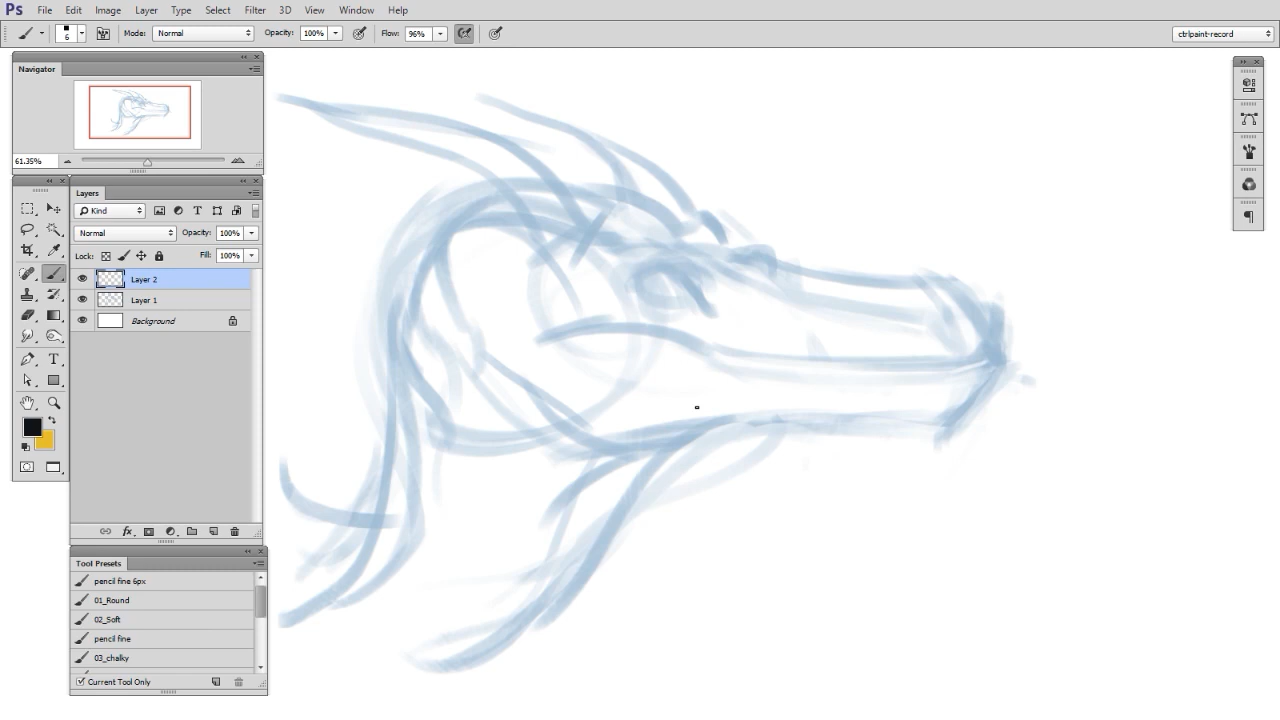 Ps File Edit Image Layer Type Select Filter 3D View Window Help
6 Mode: Normal Opacity: 100% Flow: 96% ctrlpaint-record
Navigator
61.35%
Layers
Kind T
Normal Opacity: 100%
Lock: Fill: 100%
Layer 2
Layer 1
Background
T
fx
Tool Presets
pencil fine 6px
01_Round
02_Soft
pencil fine
03_chalky
Current Tool Only